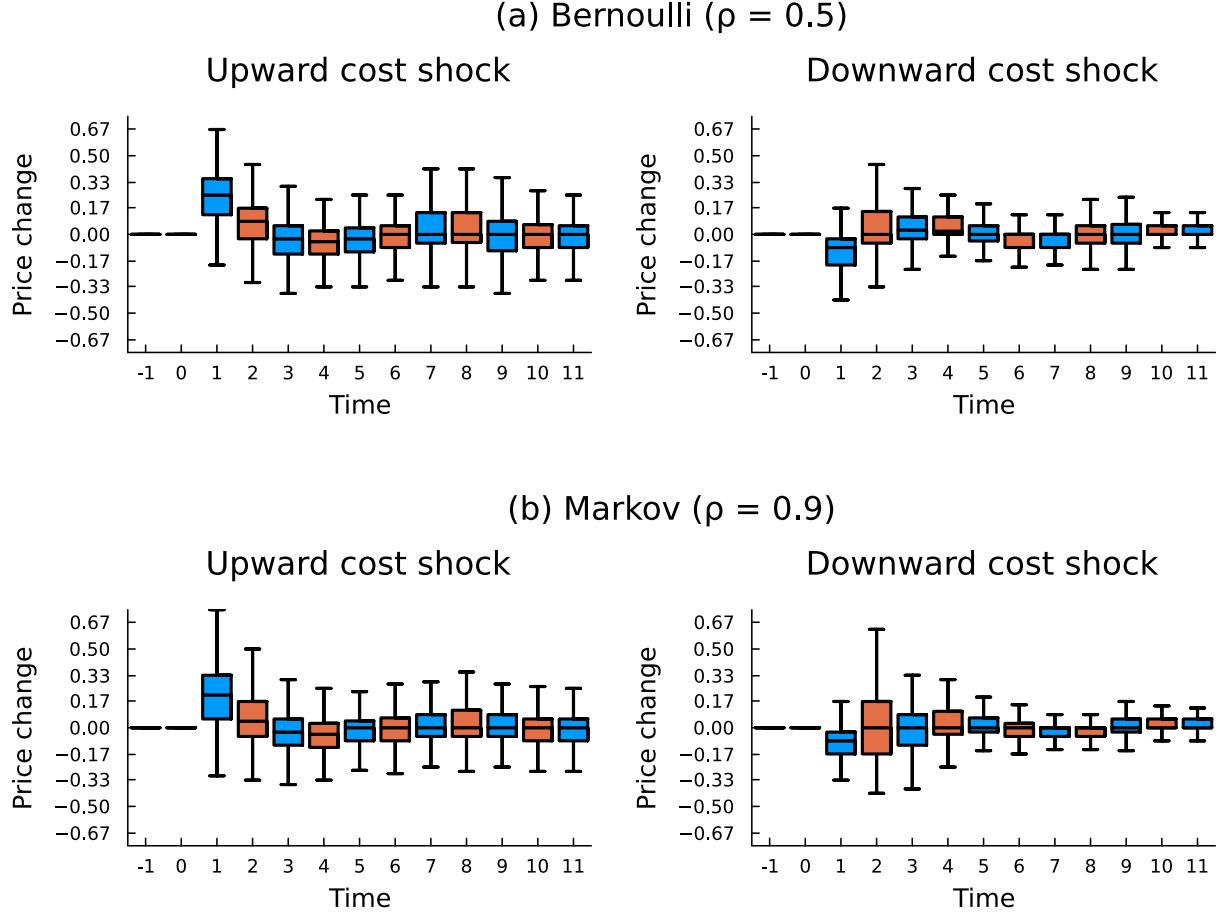 (a) Bernoulli (ρ = 0.5)
Upward cost shock
Price change
0.67
0.50
0.33
0.17
0.00
−0.17
−0.33
−0.50
−0.67
-1 0 1 2 3 4 5 6 7 8 9 10 11
Time
Downward cost shock
Price change
0.67
0.50
0.33
0.17
0.00
−0.17
−0.33
−0.50
−0.67
-1 0 1 2 3 4 5 6 7 8 9 10 11
Time
(b) Markov (ρ = 0.9)
Upward cost shock
Price change
0.67
0.50
0.33
0.17
0.00
−0.17
−0.33
−0.50
−0.67
-1 0 1 2 3 4 5 6 7 8 9 10 11
Time
Downward cost shock
Price change
0.67
0.50
0.33
0.17
0.00
−0.17
−0.33
−0.50
−0.67
-1 0 1 2 3 4 5 6 7 8 9 10 11
Time